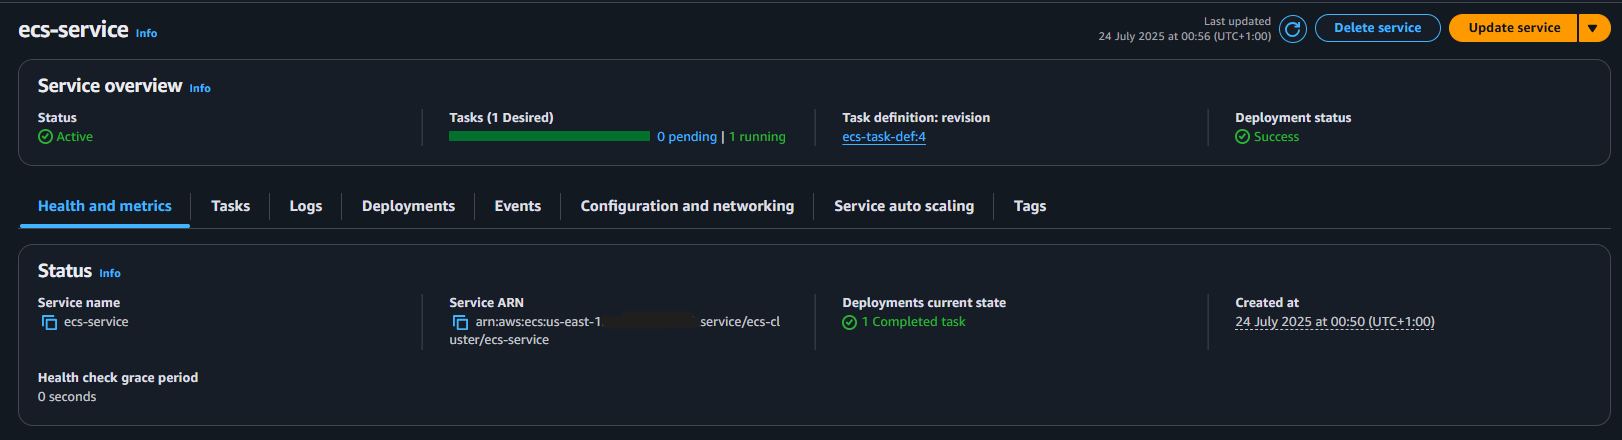 ecs-service Info
Last updated
24 July 2025 at 00:56 (UTC+1:00)
Delete service
Update service
Service overview Info
Status
Active
Tasks (1 Desired)
0 pending | 1 running
Task definition: revision
ecs-task-def:4
Deployment status
Success
Health and metrics
Tasks
Logs
Deployments
Events
Configuration and networking
Service auto scaling
Tags
Status Info
Service name
ecs-service
Service ARN
arn:aws:ecs:us-east-1 service/ecs-cl
uster/ecs-service
Deployments current state
1 Completed task
Created at
24 July 2025 at 00:50 (UTC+1:00)
Health check grace period
0 seconds